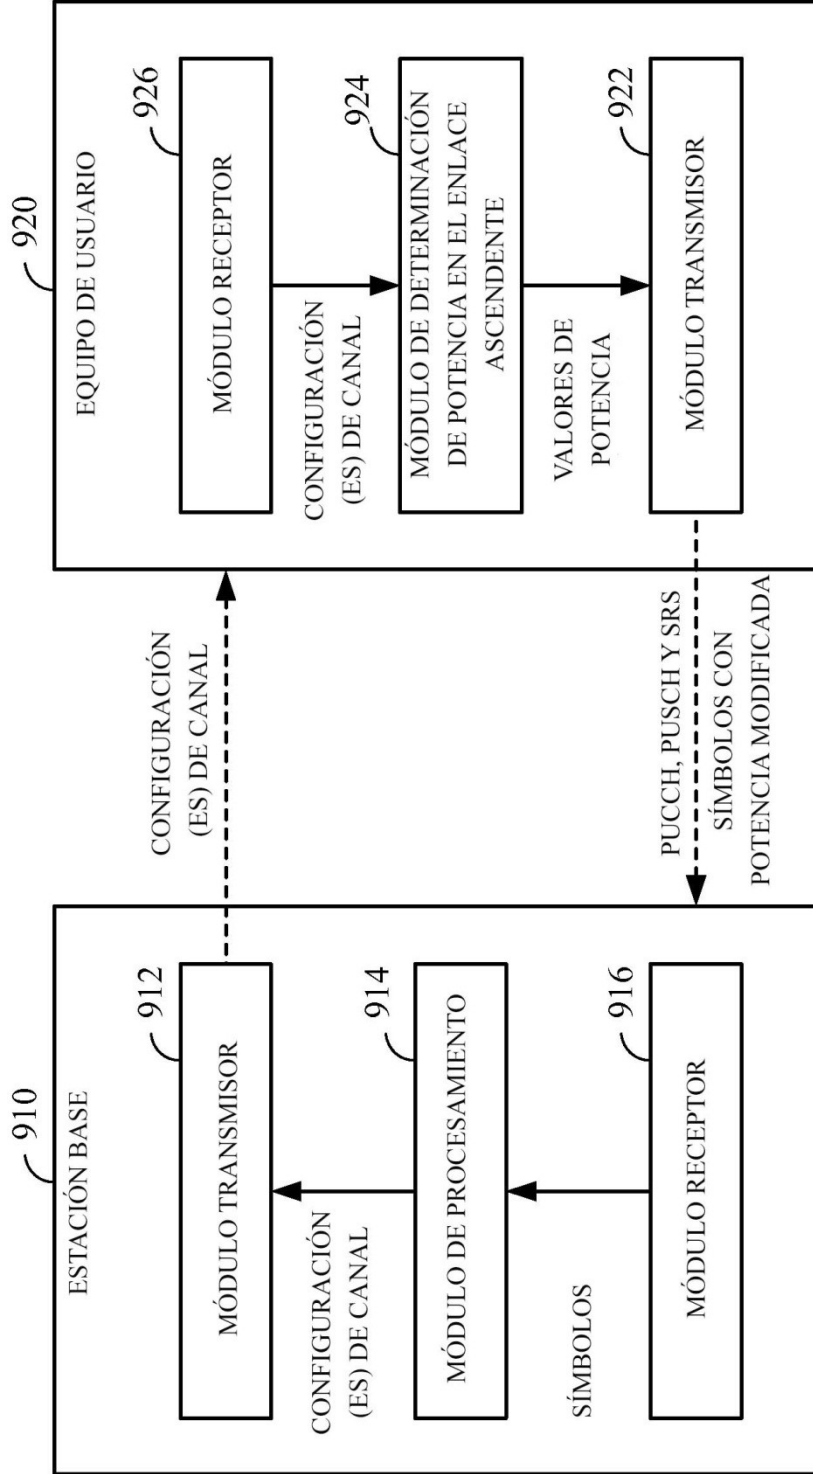 910
ESTACIÓN BASE
912
MÓDULO TRANSMISOR
CONFIGURACIÓN
(ES) DE CANAL
914
MÓDULO DE PROCESAMIENTO
SÍMBOLOS
916
MÓDULO RECEPTOR
CONFIGURACIÓN
(ES) DE CANAL
PUCCH, PUSCH Y SRS
SÍMBOLOS CON
POTENCIA MODIFICADA
920
EQUIPO DE USUARIO
926
MÓDULO RECEPTOR
CONFIGURACIÓN
(ES) DE CANAL
924
MÓDULO DE DETERMINACIÓN
DE POTENCIA EN EL ENLACE
ASCENDENTE
VALORES DE
POTENCIA
922
MÓDULO TRANSMISOR